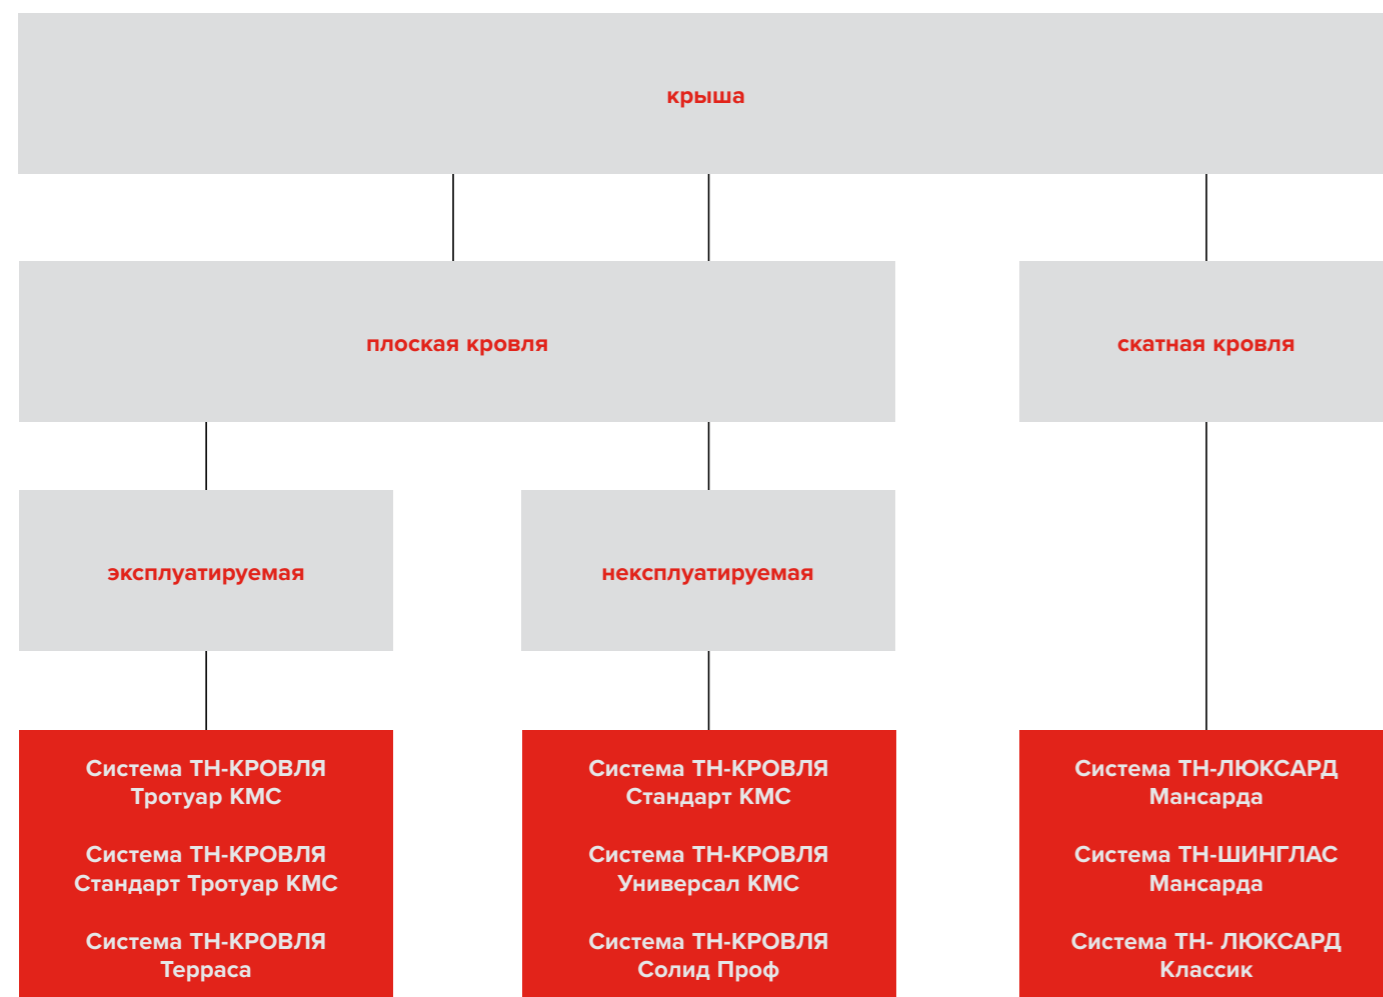 крыша
плоская кровля
скатная кровля
эксплуатируемая
нексплуатируемая
Система ТН-КРОВЛЯ
Тротуар КМС
Система ТН-КРОВЛЯ
Стандарт Тротуар КМС
Система ТН-КРОВЛЯ
Терраса
Система ТН-КРОВЛЯ
Стандарт КМС
Система ТН-КРОВЛЯ
Универсал КМС
Система ТН-КРОВЛЯ
Солид Проф
Система ТН-ЛЮКСАРД
Мансарда
Система ТН-ШИНГЛАС
Мансарда
Система ТН- ЛЮКСАРД
Классик